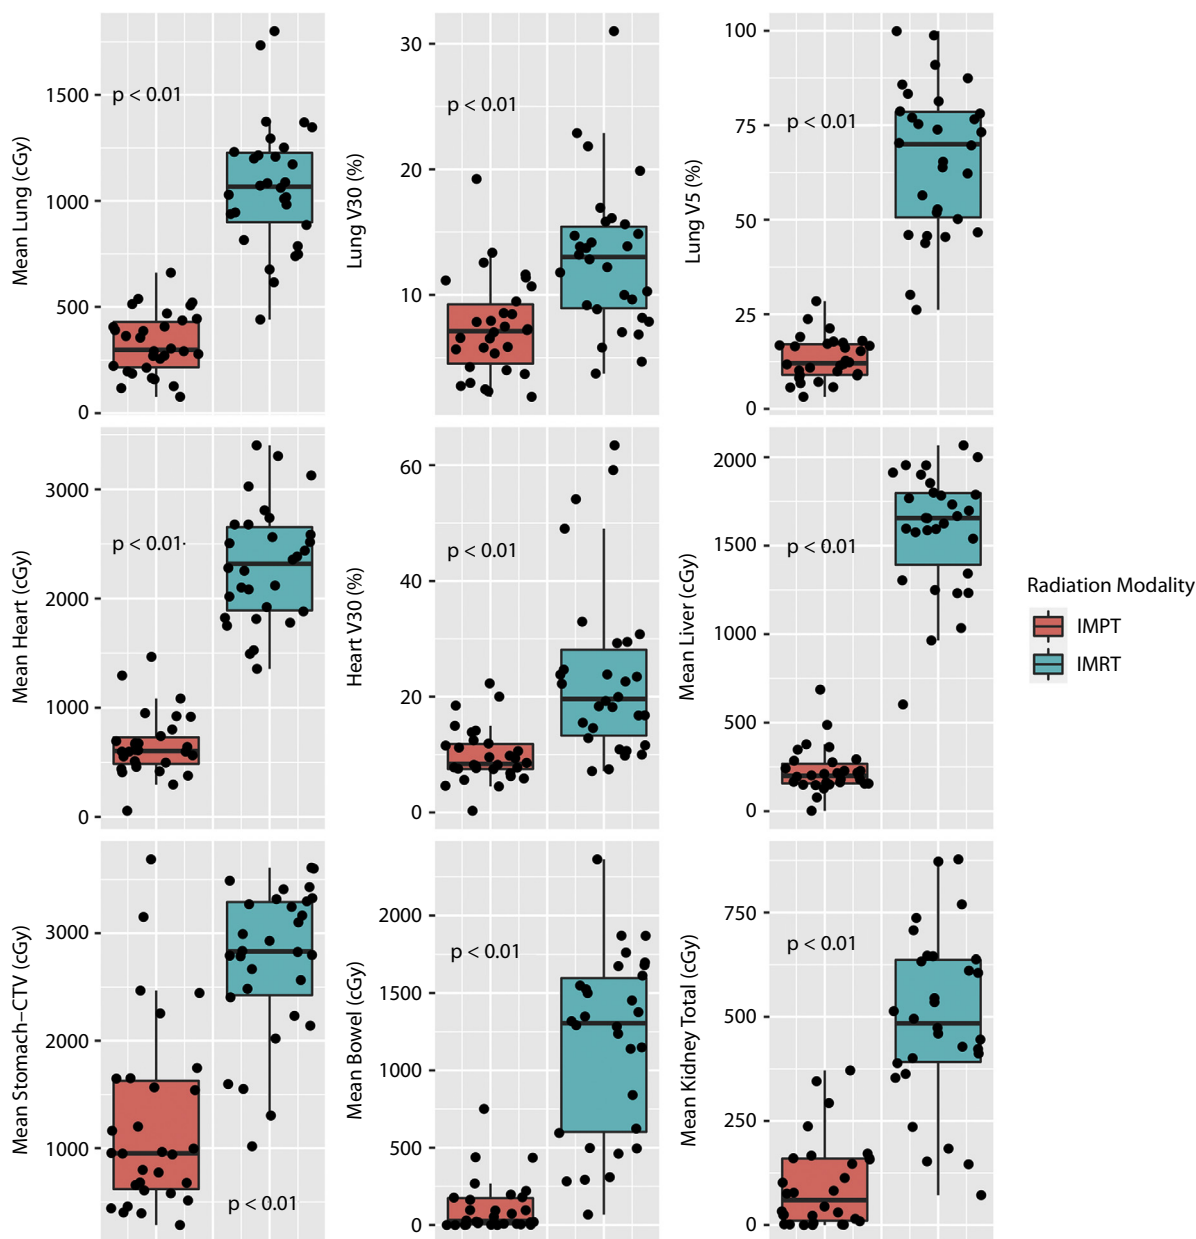 Mean Lung (cGy)
1500
1000
500
0
p < 0.01
Lung V30 (%)
30
20
10
p < 0.01
Lung V5 (%)
100
75
50
25
0
p < 0.01
Mean Heart (cGy)
3000
2000
1000
0
p < 0.01
Heart V30 (%)
60
40
20
0
p < 0.01
Mean Liver (cGy)
2000
1500
1000
500
0
p < 0.01
Radiation Modality
IMPT
IMRT
Mean Stomach–CTV (cGy)
3000
2000
1000
p < 0.01
Mean Bowel (cGy)
2000
1500
1000
500
0
p < 0.01
Mean Kidney Total (cGy)
750
500
250
0
p < 0.01